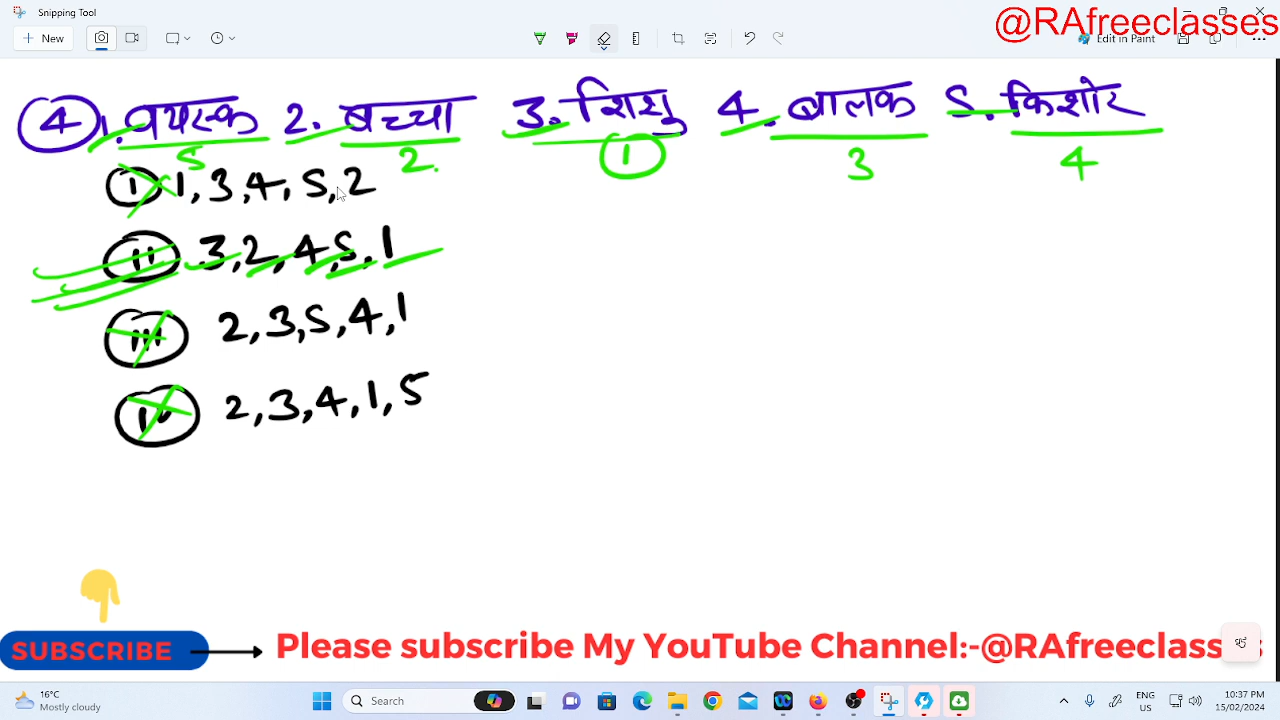 Snipping Tool
@RAfreeclasses
New
Edit in Paint
④ 1. वयस्क 2. बच्चा 3. शिशु 4. बालक 5. किशोर
5 2. ① 3 4
① 1, 3, 4, 5, 2
ii 3, 2, 4, 5, 1
iii 2, 3, 5, 4, 1
iv 2, 3, 4, 1, 5
SUBSCRIBE Please subscribe My YouTube Channel:-@RAfreeclasses
16°C
Mostly cloudy
Search
ENG
US
10:37 PM
15/02/2024